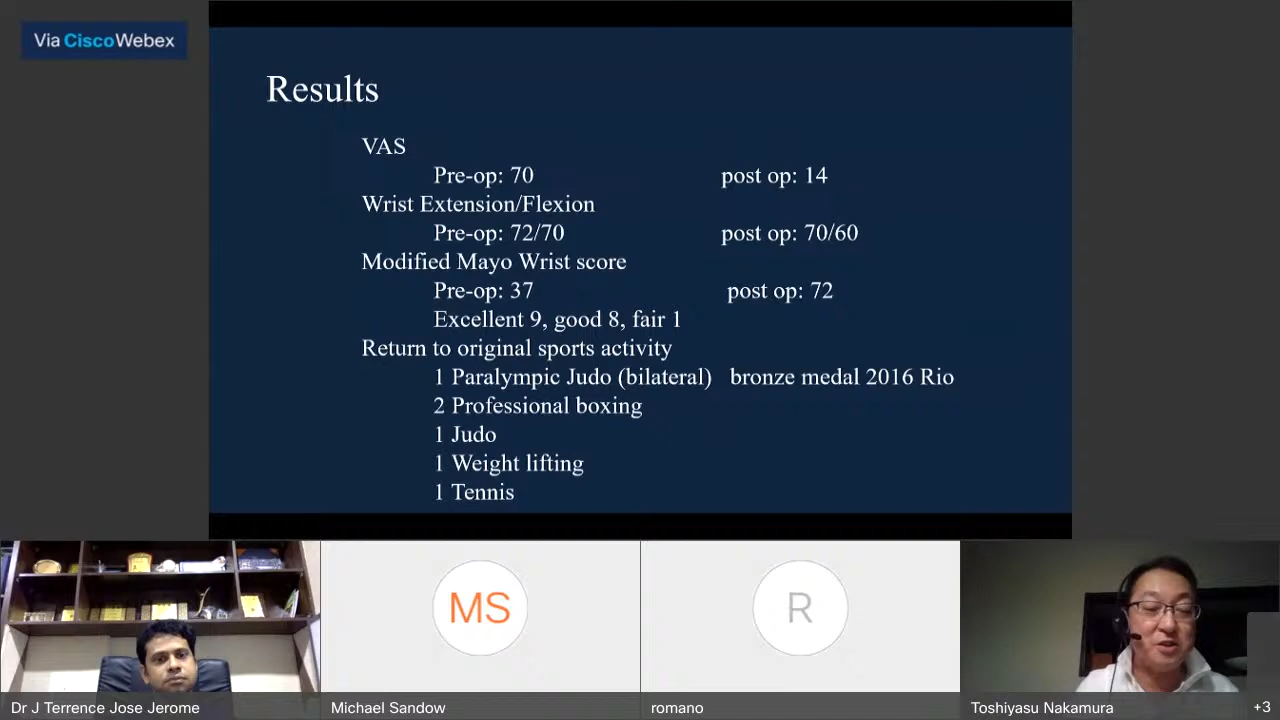 Via Cisco Webex
Results
VAS
Pre-op: 70 post op: 14
Wrist Extension/Flexion
Pre-op: 72/70 post op: 70/60
Modified Mayo Wrist score
Pre-op: 37 post op: 72
Excellent 9, good 8, fair 1
Return to original sports activity
1 Paralympic Judo (bilateral) bronze medal 2016 Rio
2 Professional boxing
1 Judo
1 Weight lifting
1 Tennis
MS
R
Dr J Terrence Jose Jerome
Michael Sandow
romano
Toshiyasu Nakamura
+3